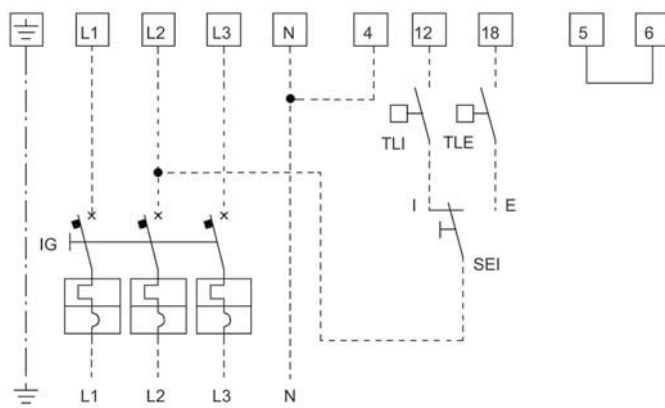 L1 L2 L3 N 4 12 18 5 6
TLI TLE
I E
IG
SEI
L1 L2 L3 N